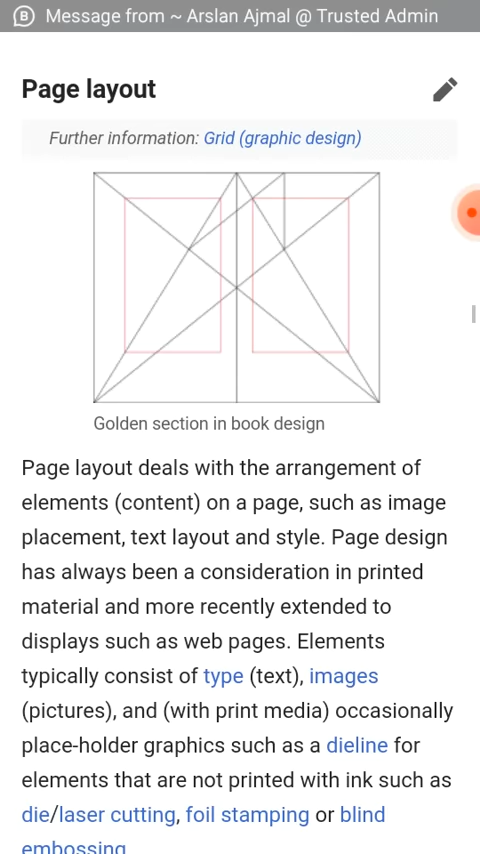 Message from ~ Arslan Ajmal @ Trusted Admin
Page layout
Further information: Grid (graphic design)
Golden section in book design
Page layout deals with the arrangement of
elements (content) on a page, such as image
placement, text layout and style. Page design
has always been a consideration in printed
material and more recently extended to
displays such as web pages. Elements
typically consist of type (text), images
(pictures), and (with print media) occasionally
place-holder graphics such as a dieline for
elements that are not printed with ink such as
die/laser cutting, foil stamping or blind
embossing